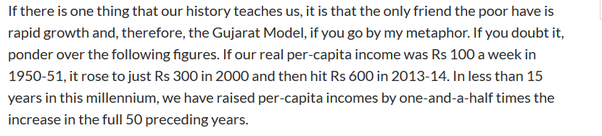 If there is one thing that our history teaches us, it is that the only friend the poor have is
rapid growth and, therefore, the Gujarat Model, if you go by my metaphor. If you doubt it,
ponder over the following figures. If our real per-capita income was Rs 100 a week in
1950-51, it rose to just Rs 300 in 2000 and then hit Rs 600 in 2013-14. In less than 15
years in this millennium, we have raised per-capita incomes by one-and-a-half times the
increase in the full 50 preceding years.